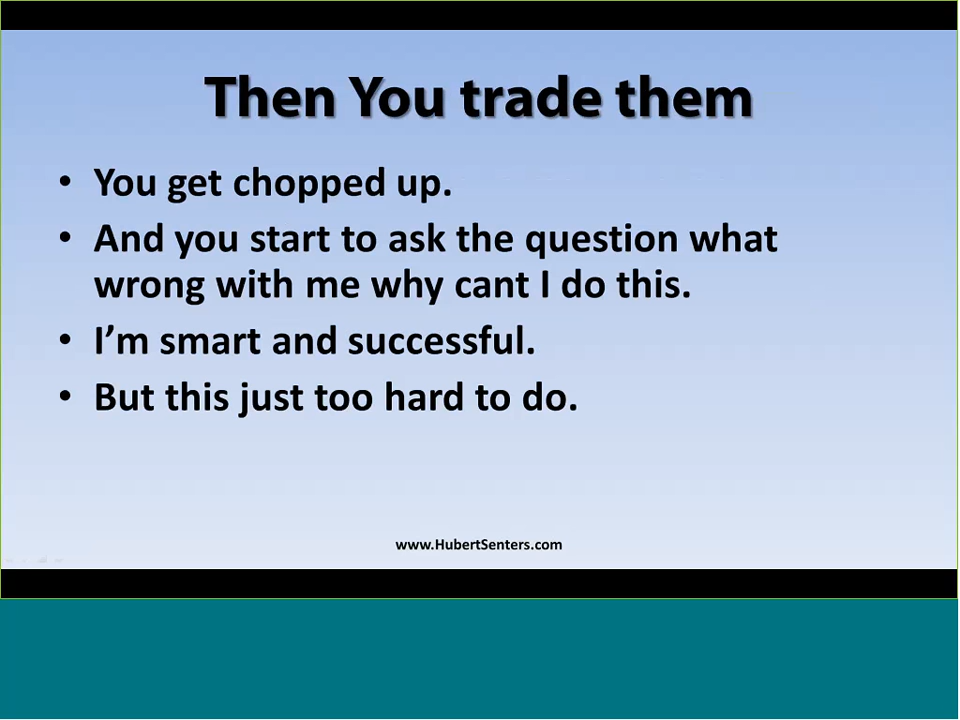 Then You trade them
• You get chopped up.
• And you start to ask the question what
wrong with me why cant I do this.
• I’m smart and successful.
• But this just too hard to do.
www.HubertSenters.com